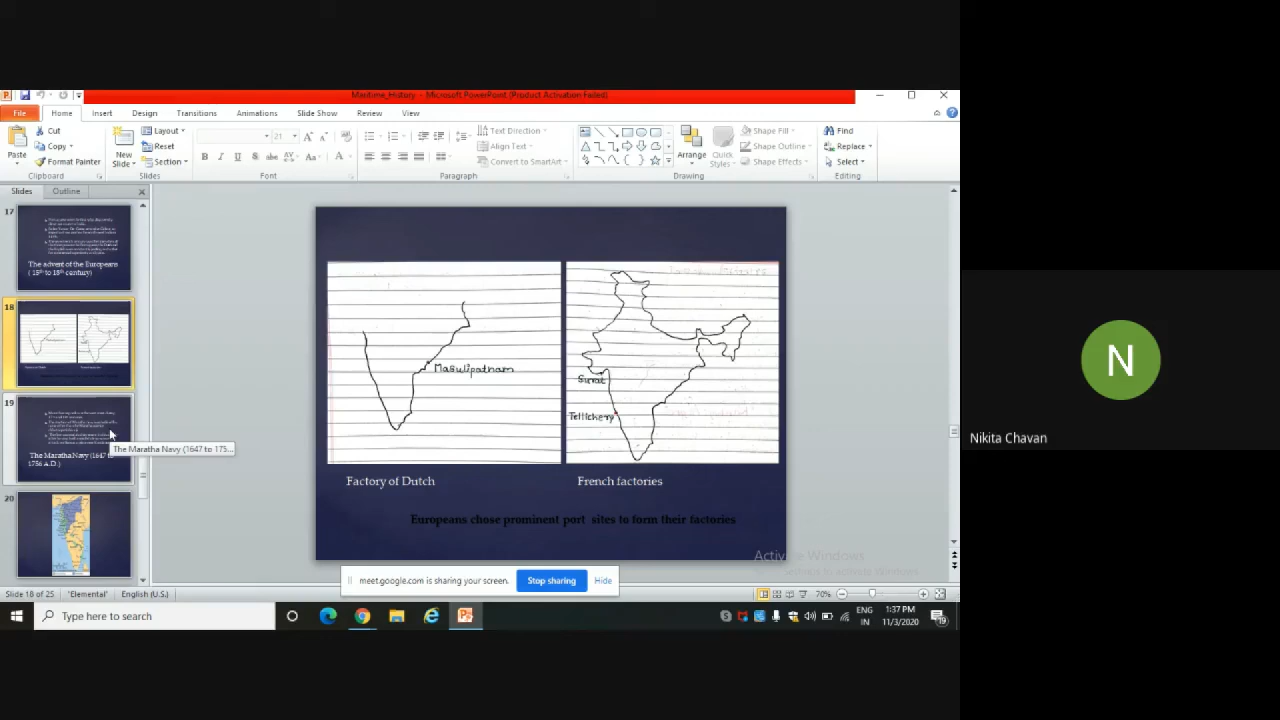 Maritime_History - Microsoft PowerPoint (Product Activation Failed)
File Home Insert Design Transitions Animations Slide Show Review View
Paste
Cut
Copy
Format Painter
Clipboard
New Slide
Layout
Reset
Section
Slides
21
Font
Paragraph
Text Direction
Align Text
Convert to SmartArt
Arrange
Quick Styles
Shape Fill
Shape Outline
Shape Effects
Drawing
Find
Replace
Select
Editing
Slides Outline
17
The advent of the Europeans
( 15th to 18th century)
18
19
The Maratha Navy (1647 to
1756 A.D.)
The Maratha Navy (1647 to 175...
20
Masulipatnam
Surat
Tellichery
Factory of Dutch
French factories
Europeans chose prominent port sites to form their factories
Activate Windows
meet.google.com is sharing your screen.
Stop sharing
Hide
Slide 18 of 25
"Elemental"
English (U.S.)
70%
Type here to search
ENG
IN
1:37 PM
11/3/2020
19
N
Nikita Chavan